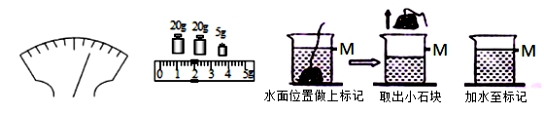 20g 20g 5g
0 1 2 3 4 5g
M M M
水面位置做上标记 取出小石块 加水至标记